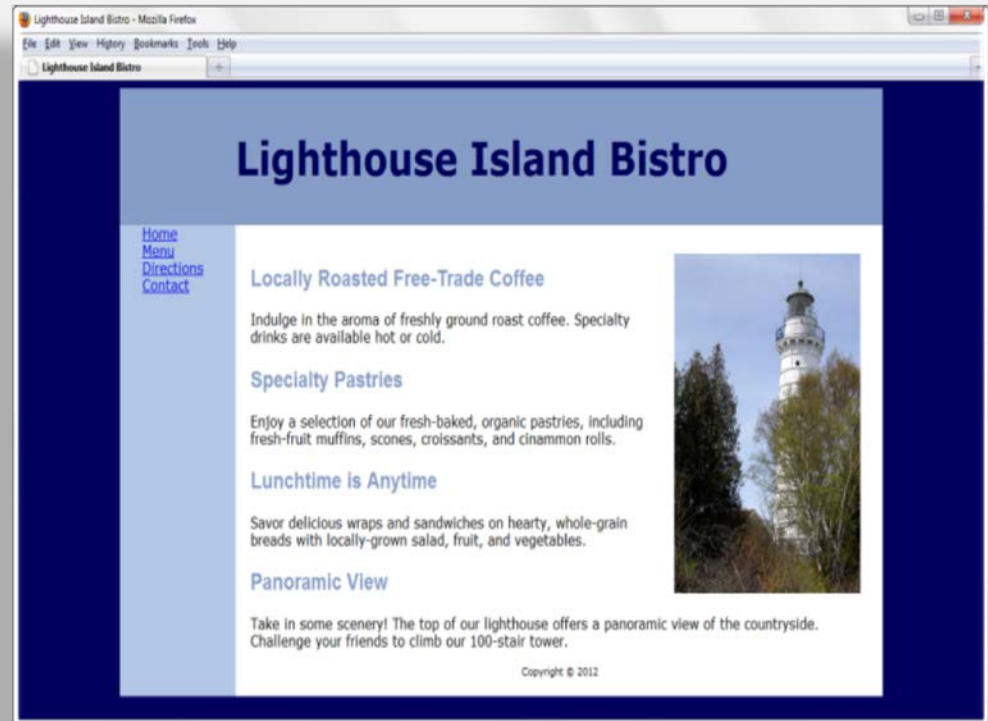 Lighthouse Island Bistro - Mozilla Firefox
File Edit View History Bookmarks Tools Help
Lighthouse Island Bistro
Lighthouse Island Bistro
Home
Menu
Directions
Contact
Locally Roasted Free-Trade Coffee
Indulge in the aroma of freshly ground roast coffee. Specialty
drinks are available hot or cold.
Specialty Pastries
Enjoy a selection of our fresh-baked, organic pastries, including
fresh-fruit muffins, scones, croissants, and cinammon rolls.
Lunchtime is Anytime
Savor delicious wraps and sandwiches on hearty, whole-grain
breads with locally-grown salad, fruit, and vegetables.
Panoramic View
Take in some scenery! The top of our lighthouse offers a panoramic view of the countryside.
Challenge your friends to climb our 100-stair tower.
Copyright © 2012